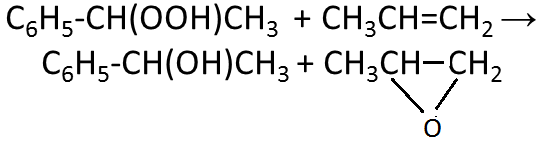 C₆H₅-CH(OOH)CH₃ + CH₃CH=CH₂ →
C₆H₅-CH(OH)CH₃ + CH₃CH–CH₂
O